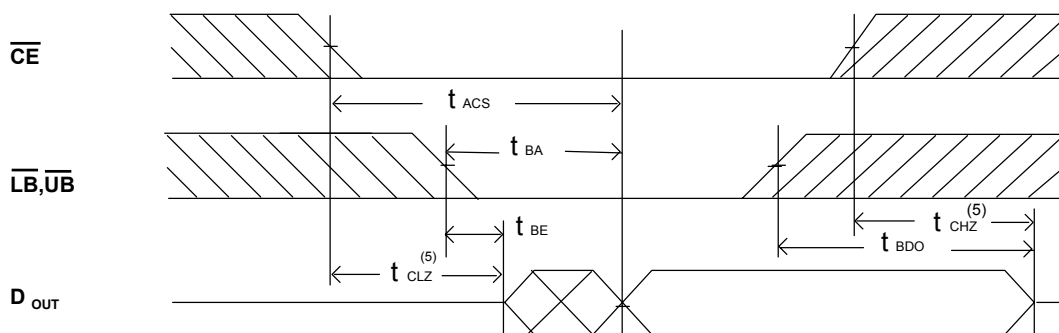 CE
t ACS
t BA
LB,UB
t CHZ (5)
t BE
t BDO
t CLZ (5)
D OUT